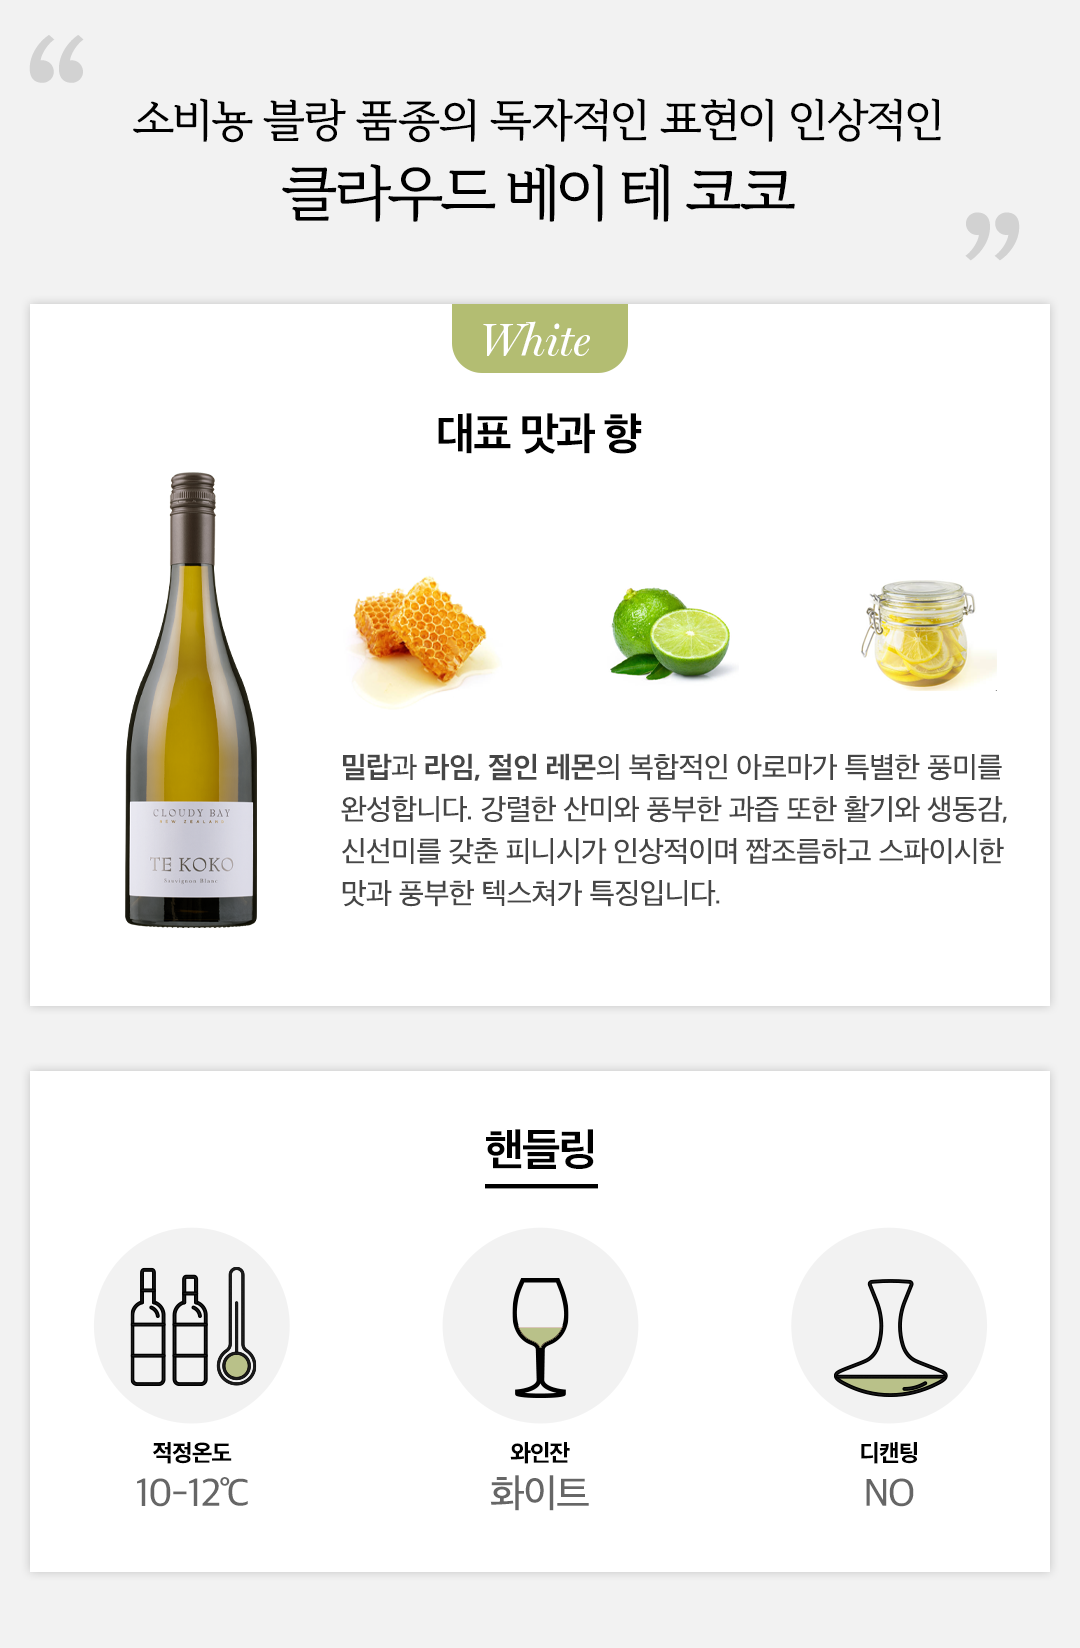 “
소비뇽 블랑 품종의 독자적인 표현이 인상적인
클라우드 베이 테 코코
”
White
대표 맛과 향
CLOUDY BAY
NEW ZEALAND
TE KOKO
Sauvignon Blanc
밀랍과 라임, 절인 레몬의 복합적인 아로마가 특별한 풍미를
완성합니다. 강렬한 산미와 풍부한 과즙 또한 활기와 생동감,
신선미를 갖춘 피니시가 인상적이며 짭조름하고 스파이시한
맛과 풍부한 텍스쳐가 특징입니다.
핸들링
적정온도
10-12℃
와인잔
화이트
디캔팅
NO